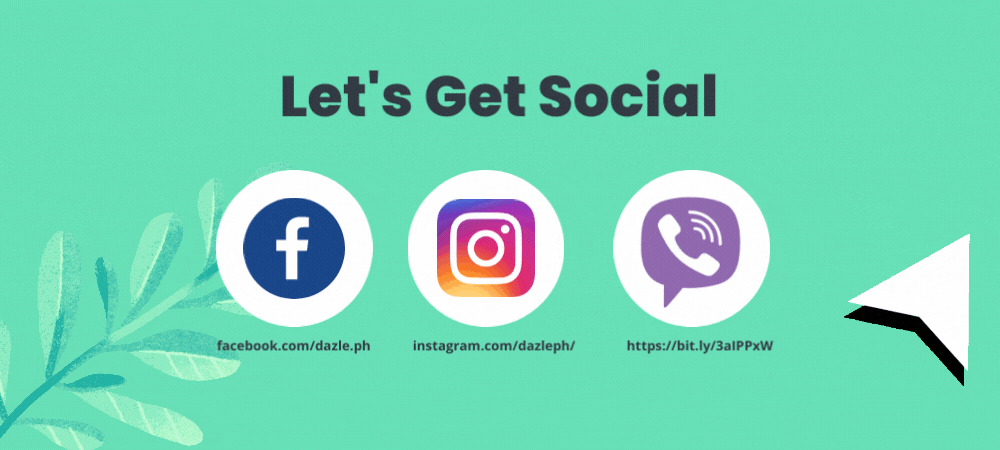 Let's Get Social
facebook.com/dazle.ph
instagram.com/dazleph/
https://bit.ly/3aIPPxW